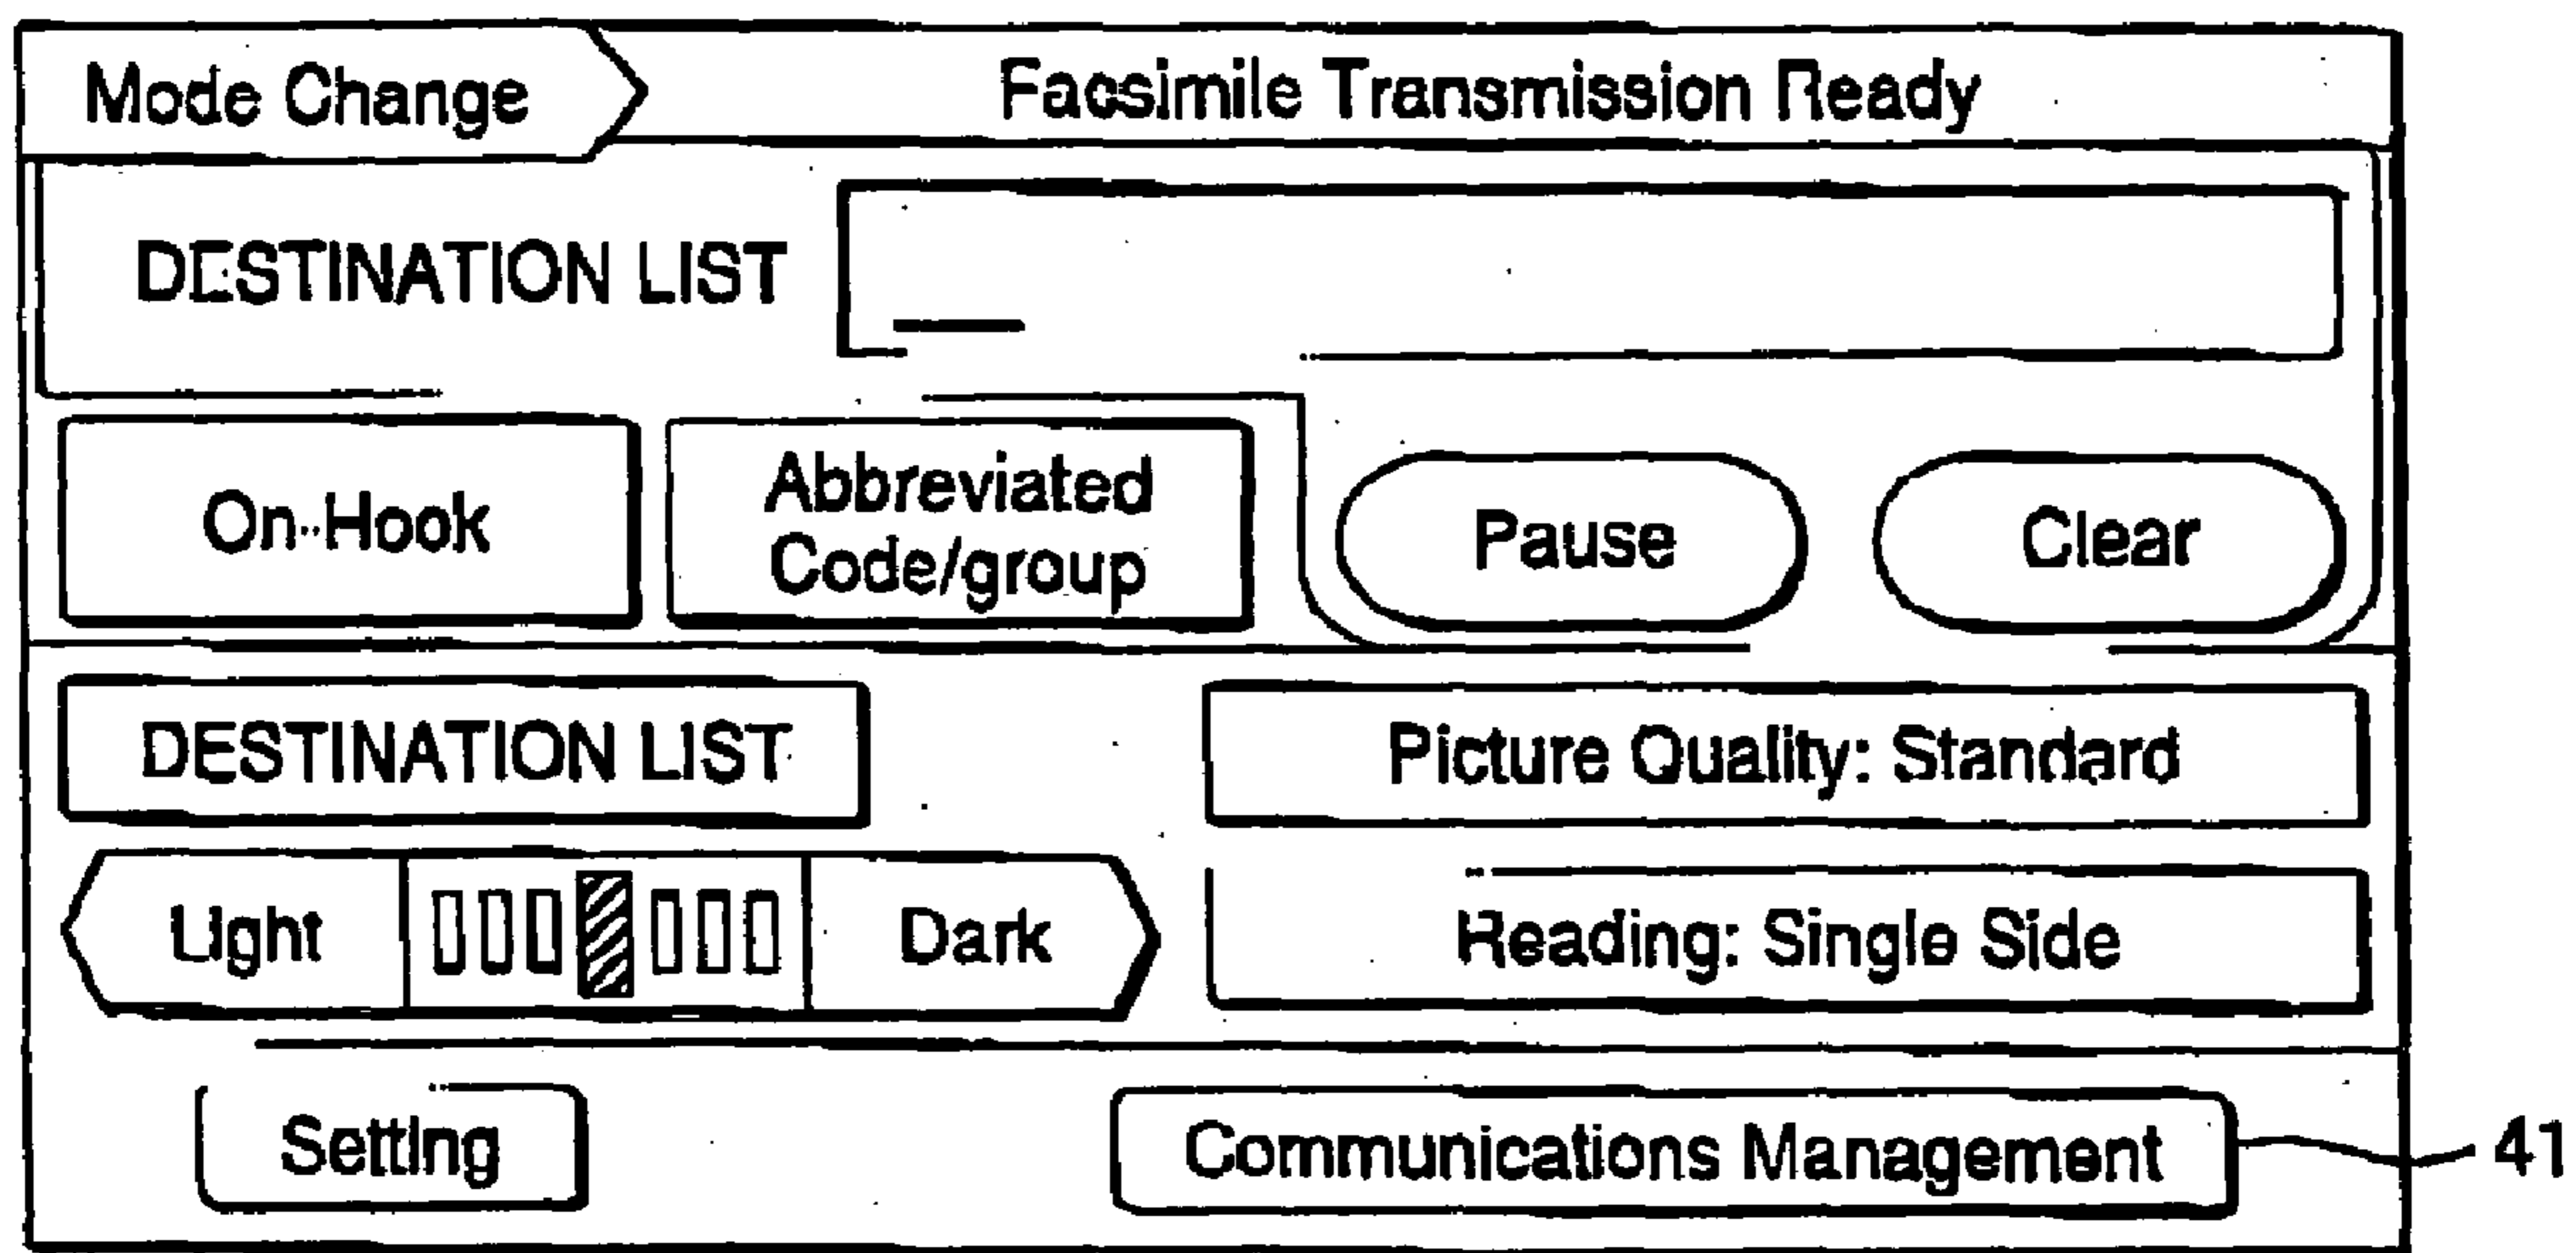 Mode Change
Facsimile Transmission Ready
DESTINATION LIST
On-Hook
Abbreviated
Code/group
Pause
Clear
DESTINATION LIST
Picture Quality: Standard
Light
Dark
Reading: Single Side
Setting
Communications Management
41